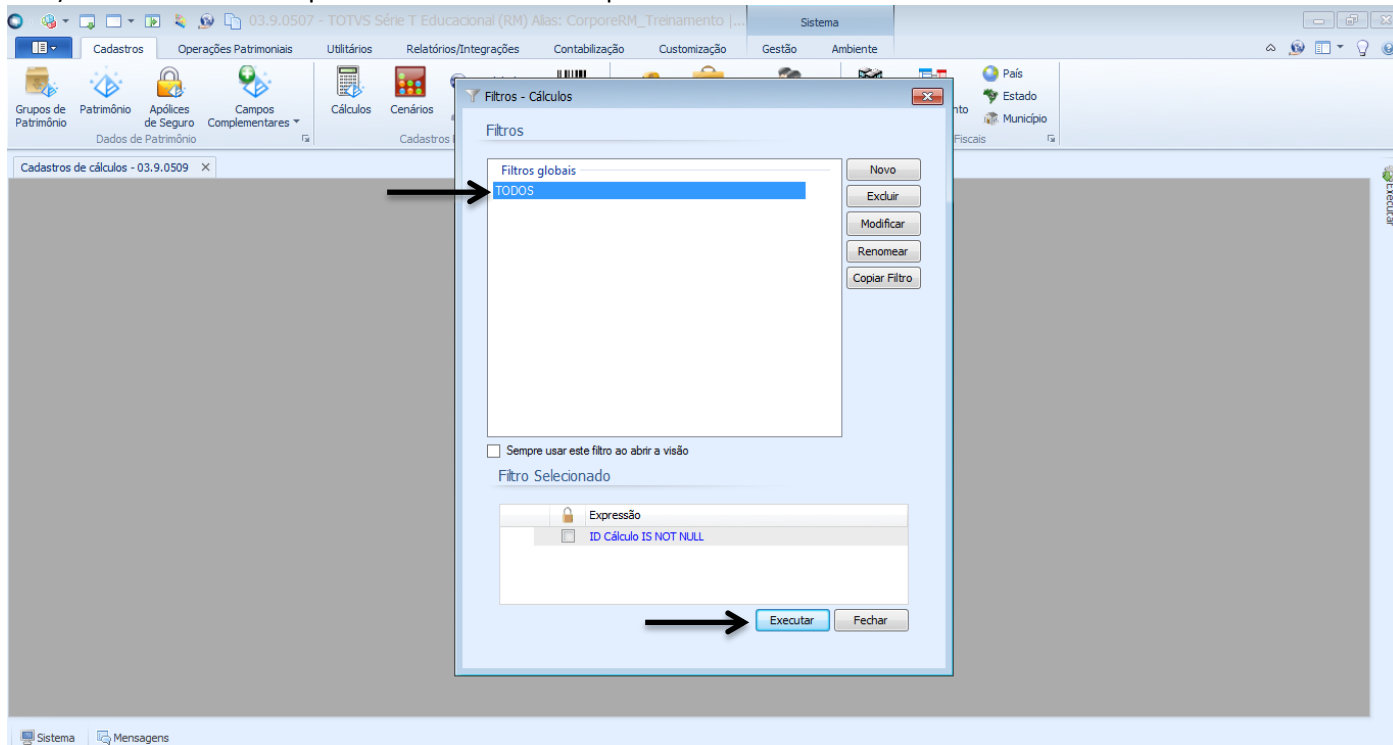 03.9.0507 - TOTVS Série T Educacional (RM) Alias: CorporeRM_Treinamento |...
Sistema
Cadastros Operações Patrimoniais Utilitários Relatórios/Integrações Contabilização Customização Gestão Ambiente
Grupos de Patrimônio
Patrimônio
Apólices de Seguro
Campos Complementares
Cálculos
Cenários
País
Estado
Município
Dados de Patrimônio
Cadastros
Fiscais
Cadastros de cálculos - 03.9.0509
Executar
Filtros - Cálculos
Filtros
Filtros globais
TODOS
Novo
Excluir
Modificar
Renomear
Copiar Filtro
Sempre usar este filtro ao abrir a visão
Filtro Selecionado
Expressão
ID Cálculo IS NOT NULL
Executar Fechar
Sistema Mensagens